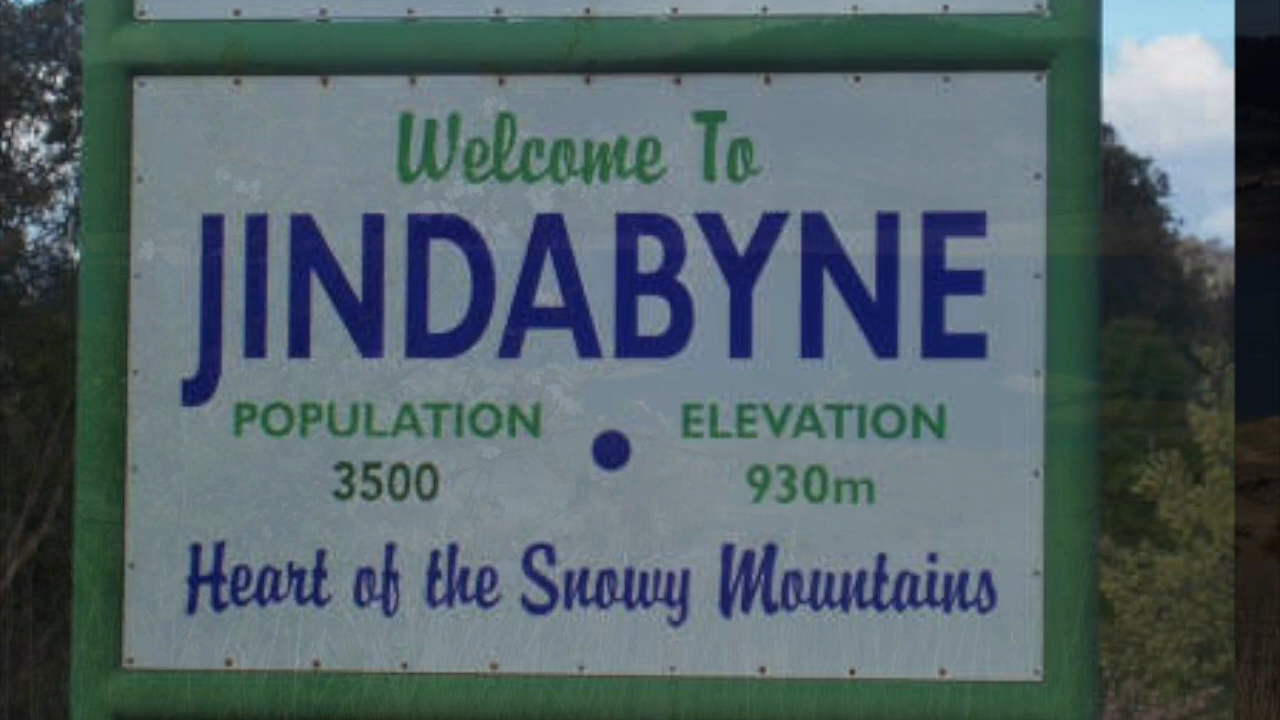 Welcome To
JINDABYNE
POPULATION • ELEVATION
3500 930m
Heart of the Snowy Mountains